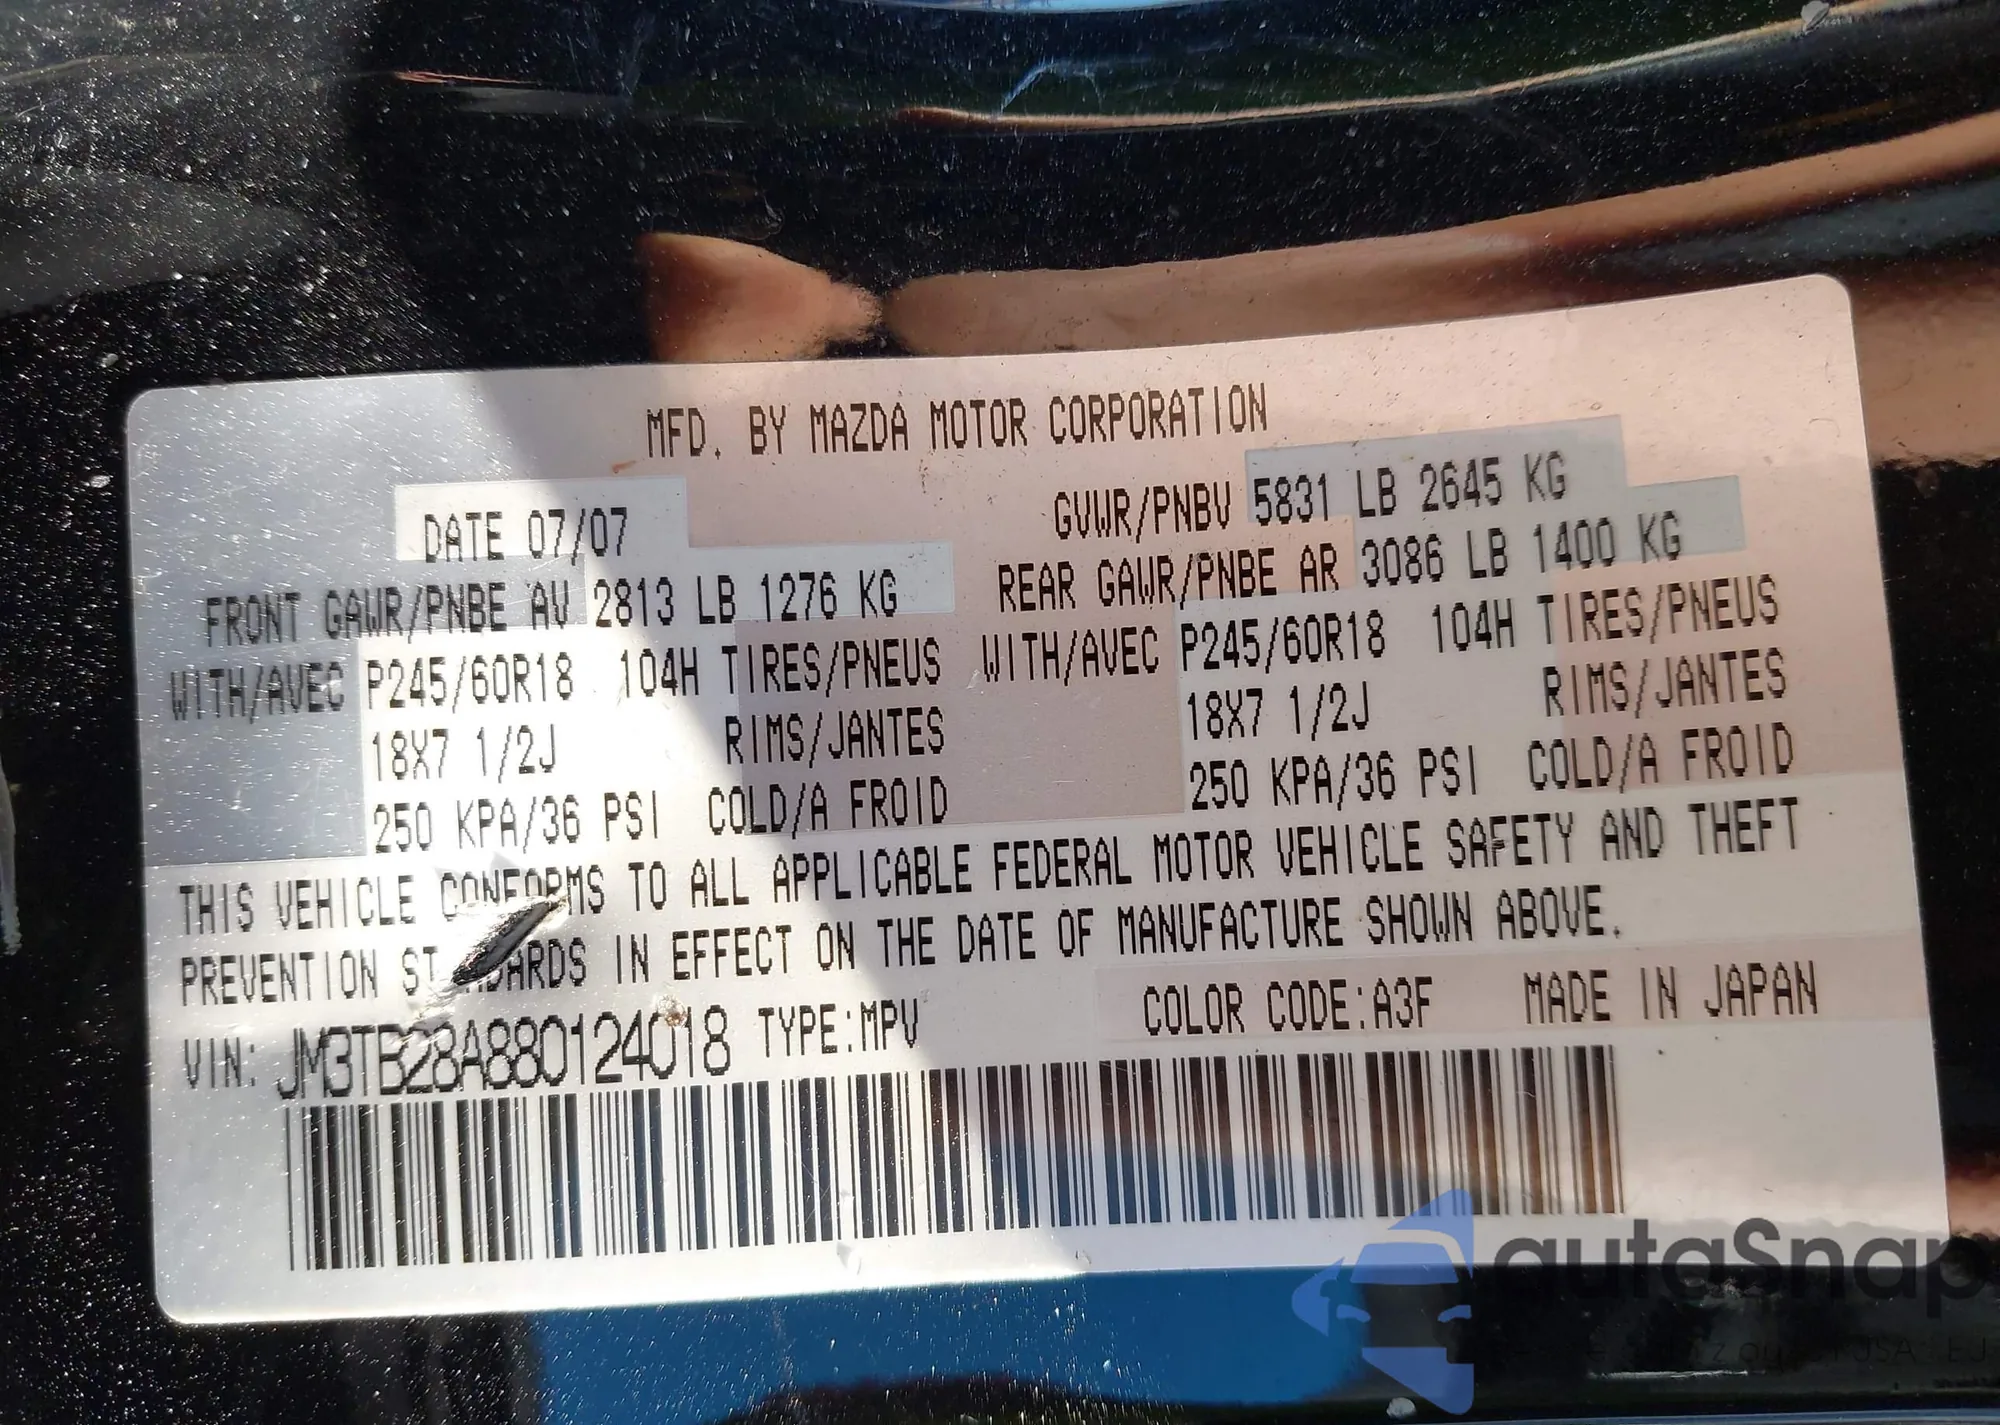 MFD. BY MAZDA MOTOR CORPORATION
DATE 07/07 GVWR/PNBV 5831 LB 2645 KG
FRONT GAWR/PNBE AV 2813 LB 1276 KG REAR GAWR/PNBE AR 3086 LB 1400 KG
WITH/AVEC P245/60R18 104H TIRES/PNEUS WITH/AVEC P245/60R18 104H TIRES/PNEUS
18X7 1/2J RIMS/JANTES 18X7 1/2J RIMS/JANTES
250 KPA/36 PSI COLD/A FROID 250 KPA/36 PSI COLD/A FROID
THIS VEHICLE CONFORMS TO ALL APPLICABLE FEDERAL MOTOR VEHICLE SAFETY AND THEFT
PREVENTION IN EFFECT ON THE DATE OF MANUFACTURE SHOWN ABOVE.
VIN: JM3TB28A880124018 TYPE:MPV COLOR CODE:A3F MADE IN JAPAN
autaSnap